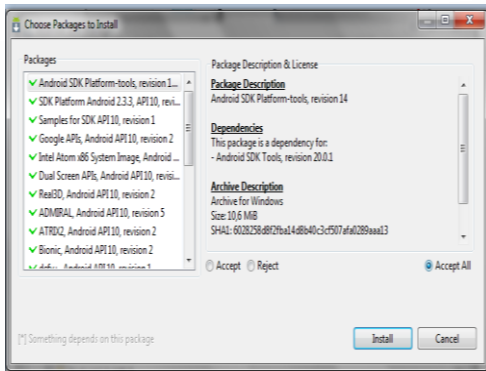 Choose Packages to Install
Packages
Android SDK Platform-tools, revision 1...
SDK Platform Android 2.3.3, API 10, revi...
Samples for SDK API 10, revision 1
Google APIs, Android API 10, revision 2
Intel Atom x86 System Image, Android ...
Dual Screen APIs, Android API 10, revisi...
Real3D, Android API 10, revision 2
ADMIRAL, Android API 10, revision 5
ATRIX2, Android API 10, revision 2
Bionic, Android API 10, revision 2
Android API 10, revision 1
Package Description & License
Package Description
Android SDK Platform-tools, revision 14
Dependencies
This package is a dependency for:
- Android SDK Tools, revision 20.0.1
Archive Description
Archive for Windows
Size: 10,6 MiB
SHA1: 6028258d8f2fba14d8b40c3cf507afa0289aaa13
Accept Reject Accept All
[*] Something depends on this package
Install Cancel